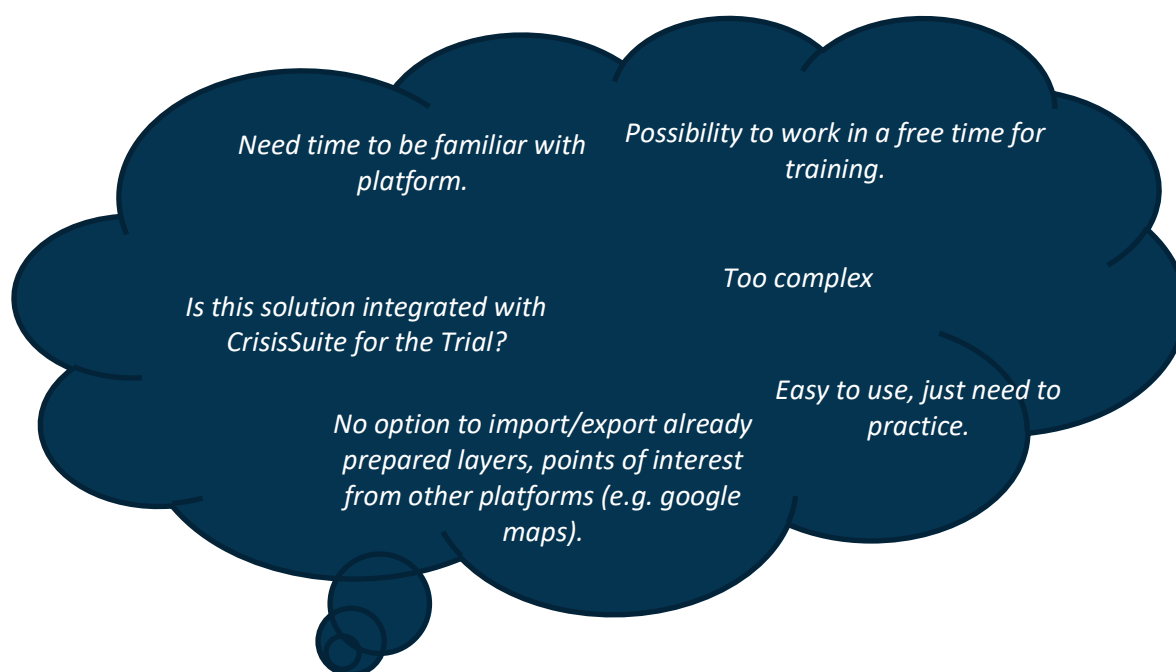 Need time to be familiar with
platform.
Possibility to work in a free time for
training.
Is this solution integrated with
CrisisSuite for the Trial?
Too complex
No option to import/export already
prepared layers, points of interest
from other platforms (e.g. google
maps).
Easy to use, just need to
practice.